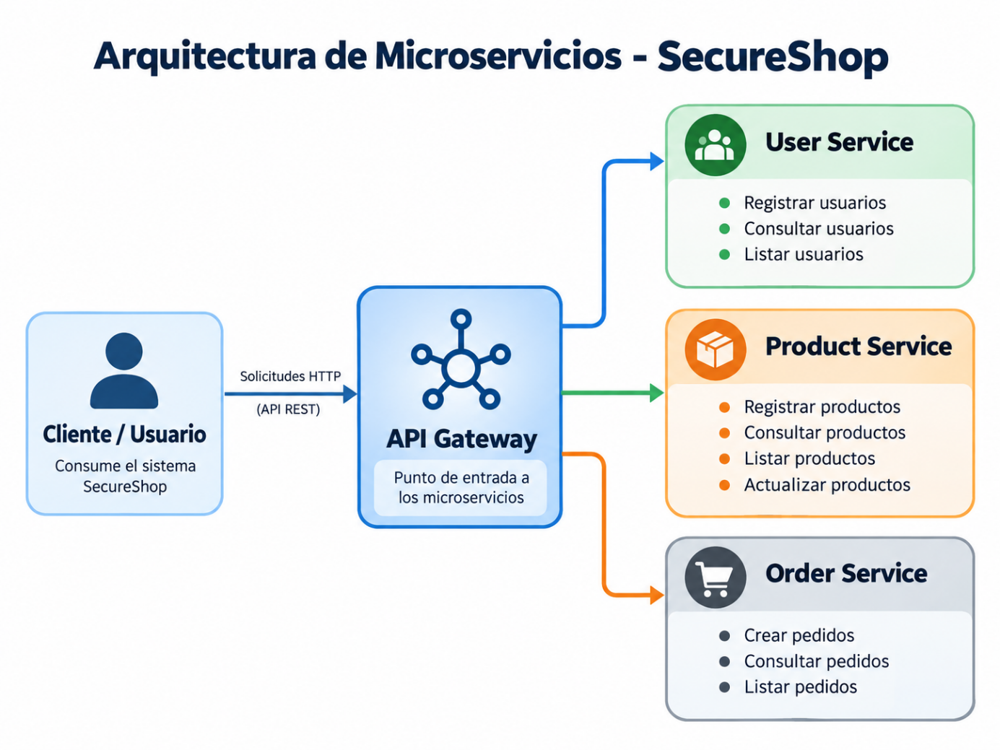 Arquitectura de Microservicios - SecureShop
Cliente / Usuario
Consume el sistema
SecureShop
Solicitudes HTTP
(API REST)
API Gateway
Punto de entrada a
los microservicios
User Service
Registrar usuarios
Consultar usuarios
Listar usuarios
Product Service
Registrar productos
Consultar productos
Listar productos
Actualizar productos
Order Service
Crear pedidos
Consultar pedidos
Listar pedidos